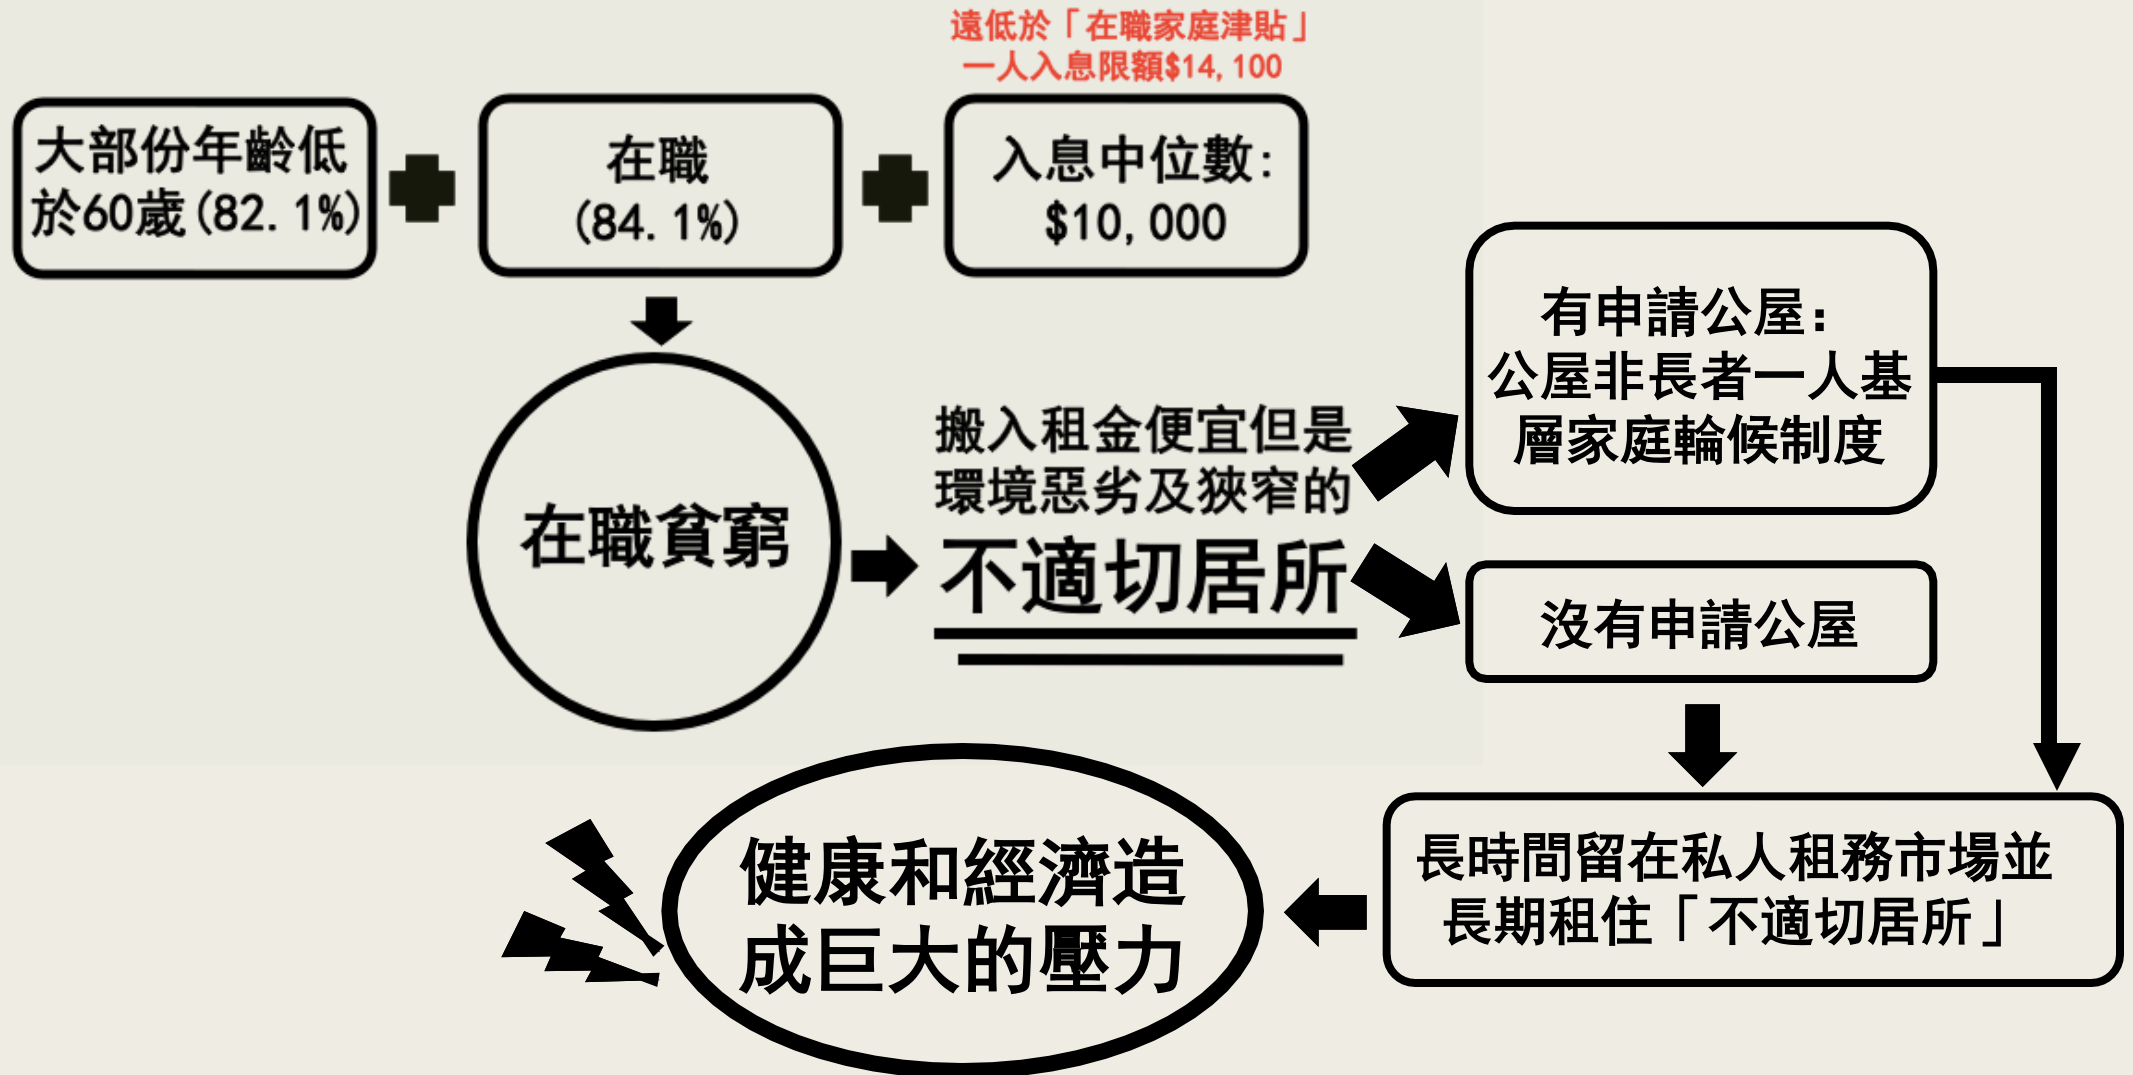 遠低於「在職家庭津貼」
一人入息限額$14,100
大部份年齡低
於60歲(82.1%)
在職
(84.1%)
入息中位數:
$10,000
在職貧窮
搬入租金便宜但是
環境惡劣及狹窄的
不適切居所
有申請公屋:
公屋非長者一人基
層家庭輪候制度
沒有申請公屋
長時間留在私人租務市場並
長期租住「不適切居所」
健康和經濟造
成巨大的壓力